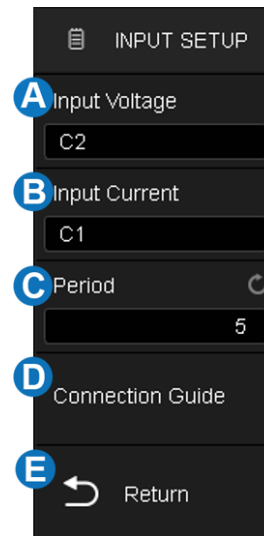 INPUT SETUP
A
Input Voltage
C2
B
Input Current
C1
C
Period
5
D
Connection Guide
E
Return